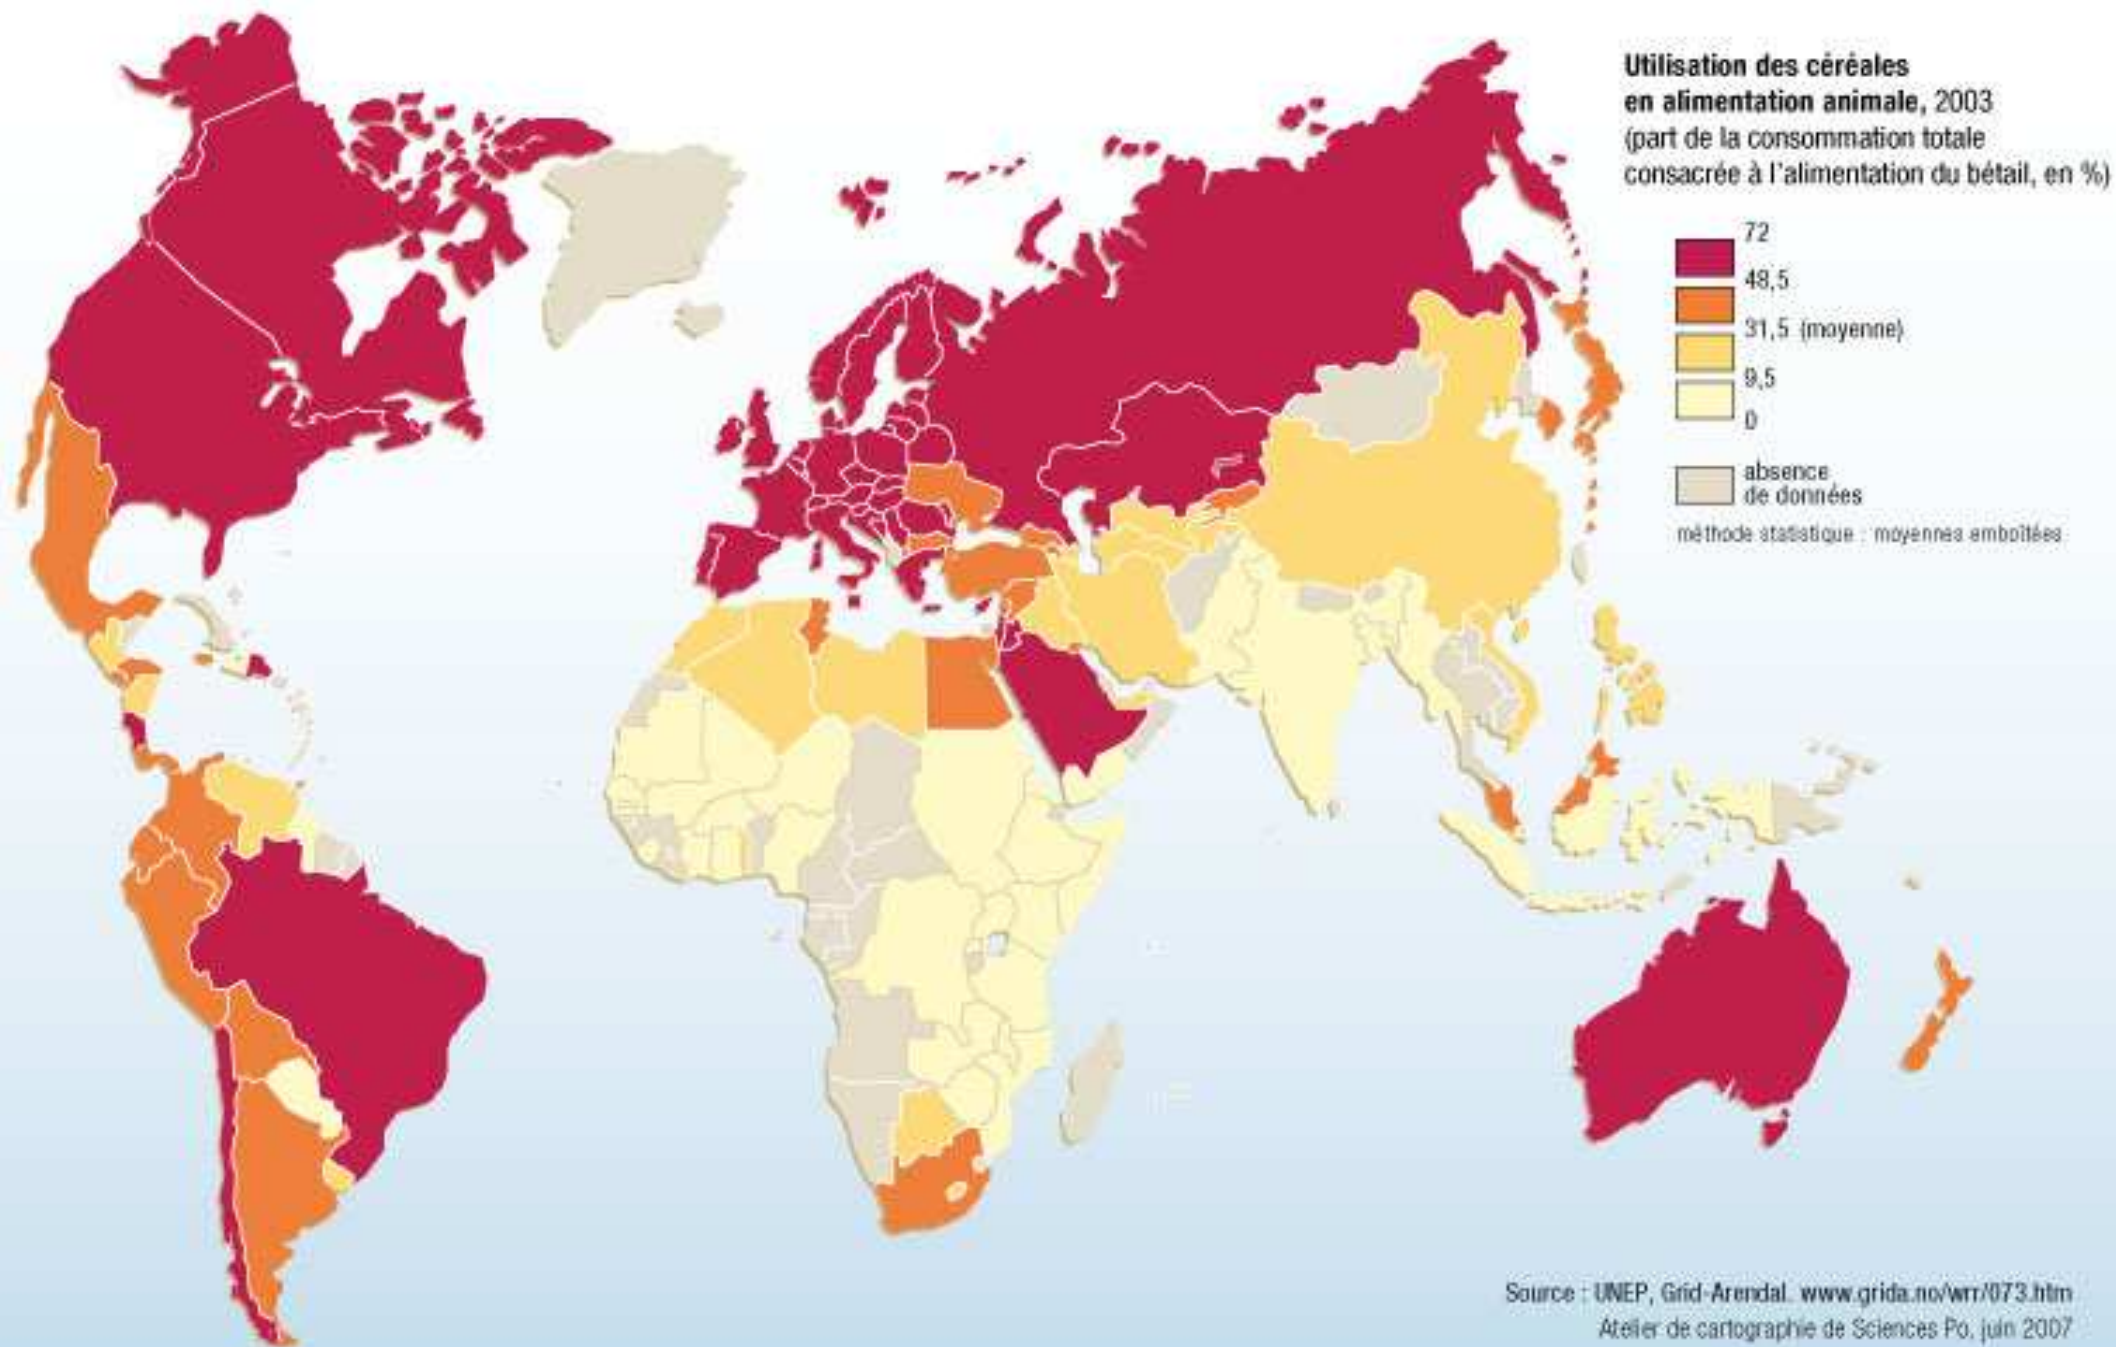 Utilisation des céréales
en alimentation animale, 2003
(part de la consommation totale
consacrée à l'alimentation du bétail, en %)
72
48,5
31,5 (moyenne)
9,5
0
absence
de données
méthode statistique : moyennes emboîtées
Source : UNEP, Grid-Arendal. www.grida.no/wrr/073.htm
Atelier de cartographie de Sciences Po, juin 2007